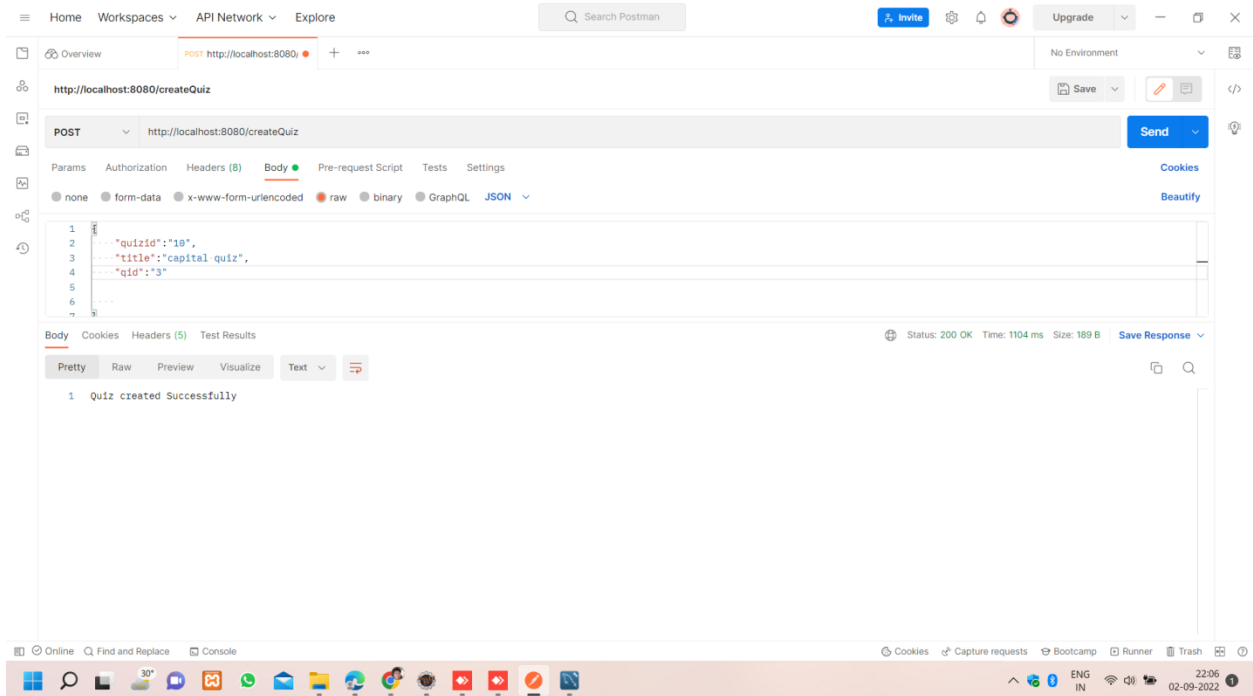 Home Workspaces API Network Explore Search Postman Invite Upgrade
Overview POST http://localhost:8080/ No Environment
http://localhost:8080/createQuiz Save
POST http://localhost:8080/createQuiz Send
Params Authorization Headers (8) Body Pre-request Script Tests Settings Cookies
none form-data x-www-form-urlencoded raw binary GraphQL JSON Beautify
1 {
2 "quizid":"10",
3 "title":"capital quiz",
4 "qid":"3"
5
6
7 }
Body Cookies Headers (5) Test Results Status: 200 OK Time: 1104 ms Size: 189 B Save Response
Pretty Raw Preview Visualize Text
1 Quiz created Successfully
Online Find and Replace Console Cookies Capture requests Bootcamp Runner Trash
30° ENG 22:06
IN 02-09-2022 1